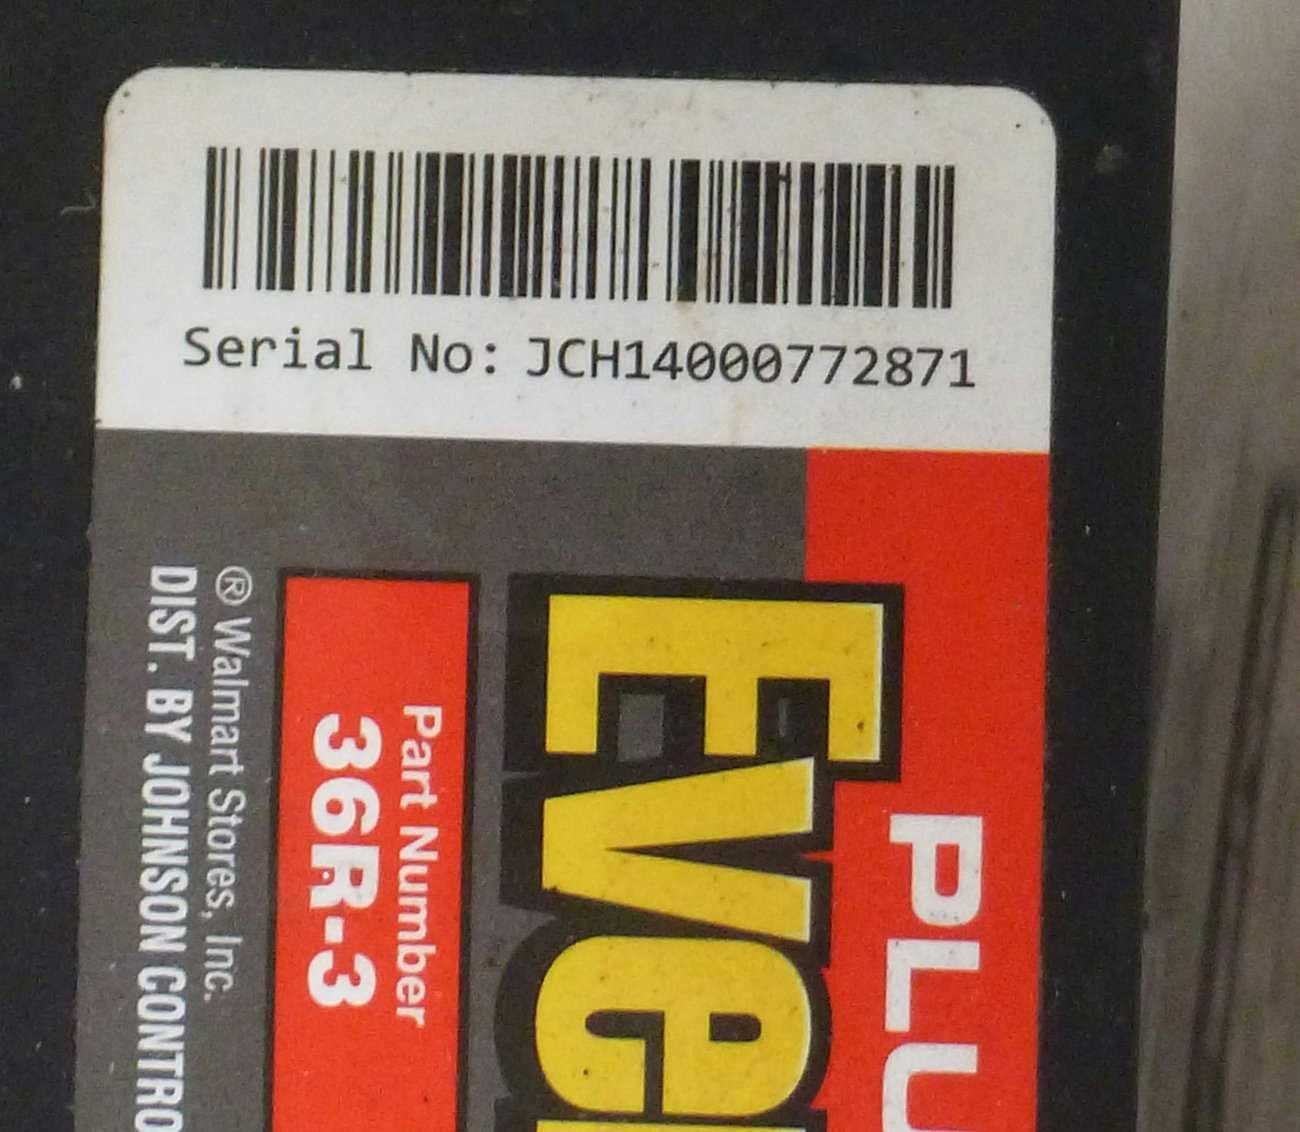 Serial No: JCH14000772871
PLU
Eve
Part Number
36R-3
® Walmart Stores, Inc.
DIST. BY JOHNSON CONTRO